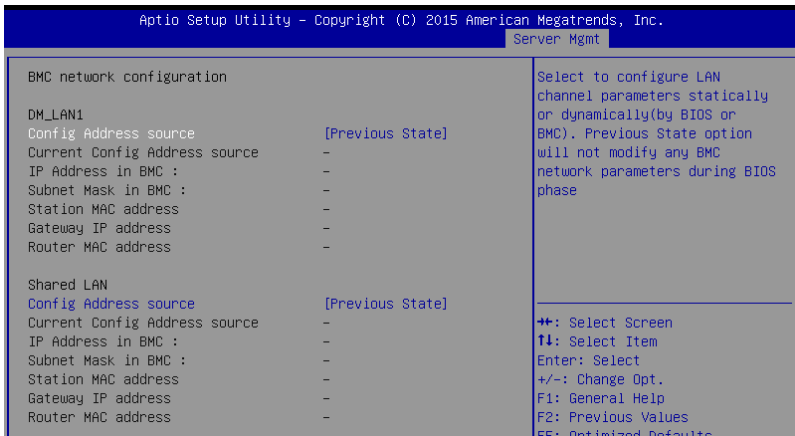 Aptio Setup Utility – Copyright (C) 2015 American Megatrends, Inc.
Server Mgmt
BMC network configuration
DM_LAN1
Config Address source [Previous State]
Current Config Address source –
IP Address in BMC : –
Subnet Mask in BMC : –
Station MAC address –
Gateway IP address –
Router MAC address –
Shared LAN
Config Address source [Previous State]
Current Config Address source –
IP Address in BMC : –
Subnet Mask in BMC : –
Station MAC address –
Gateway IP address –
Router MAC address –
Select to configure LAN
channel parameters statically
or dynamically(by BIOS or
BMC). Previous State option
will not modify any BMC
network parameters during BIOS
phase
→←: Select Screen
↑↓: Select Item
Enter: Select
+/-: Change Opt.
F1: General Help
F2: Previous Values
Optimized Defaults